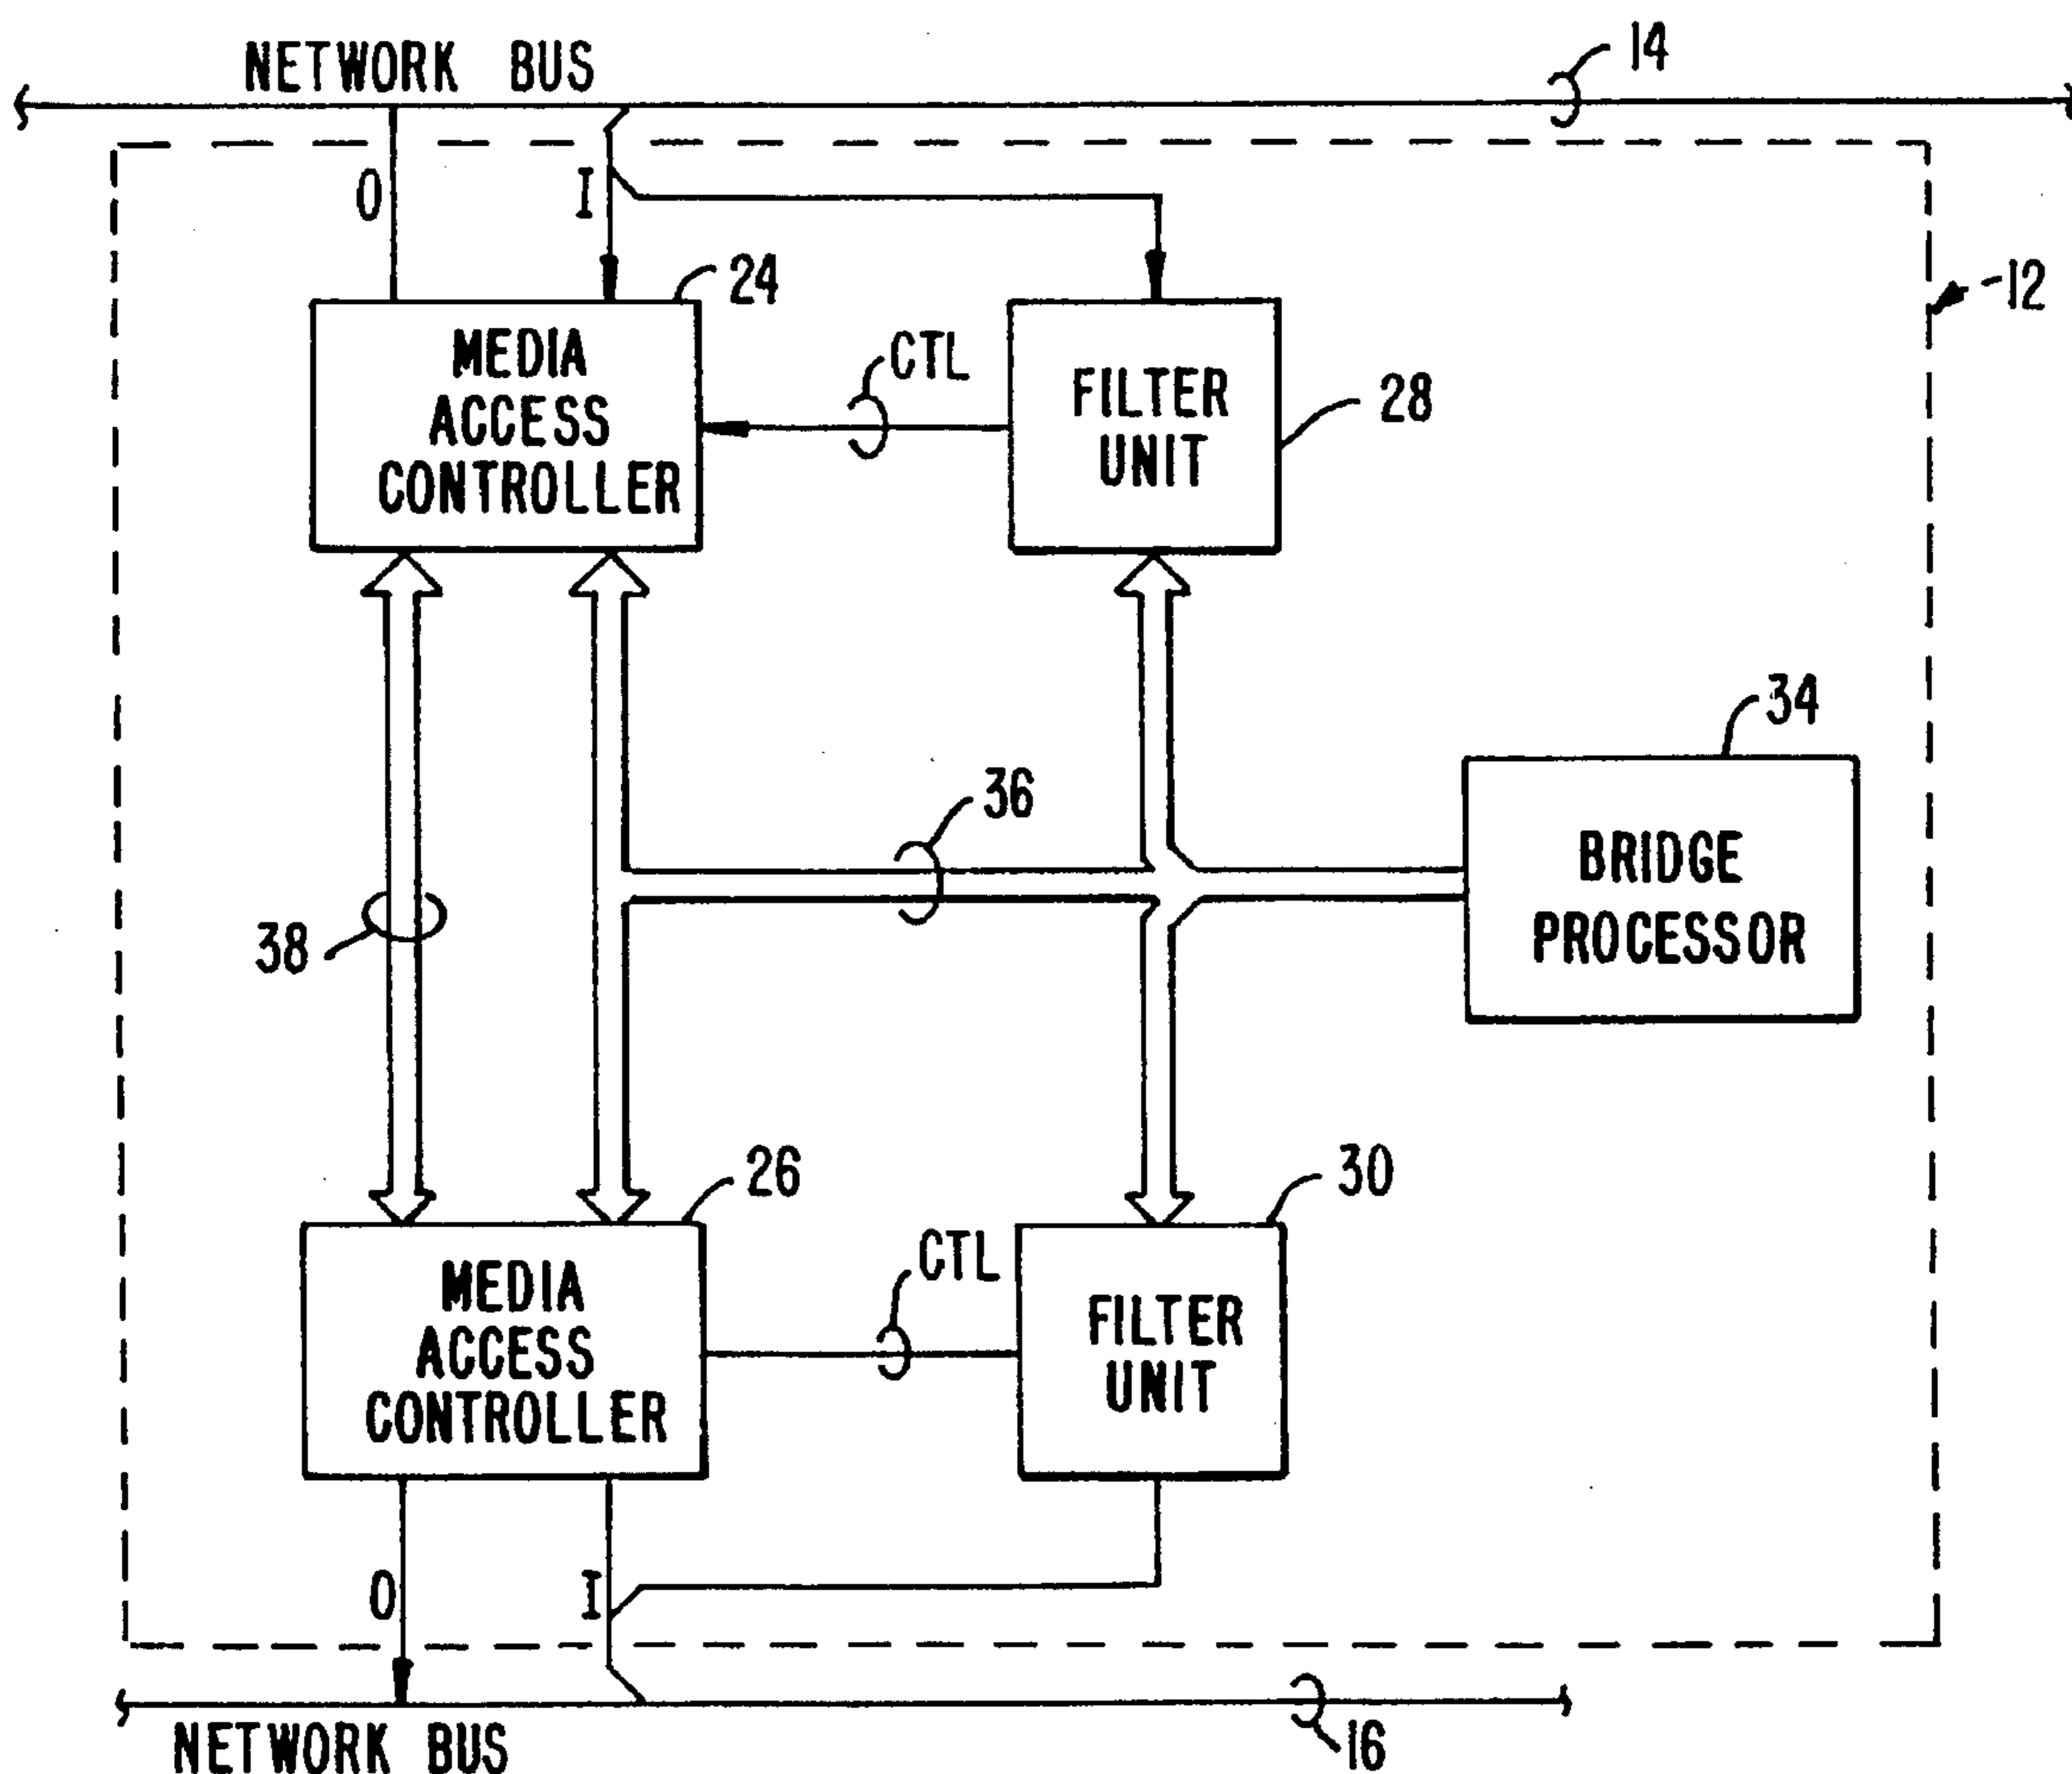 NETWORK BUS
14
O
I
24
12
MEDIA
ACCESS
CONTROLLER
CTL
FILTER
UNIT
28
34
36
BRIDGE
PROCESSOR
38
26
30
MEDIA
ACCESS
CONTROLLER
CTL
FILTER
UNIT
O
I
NETWORK BUS
16